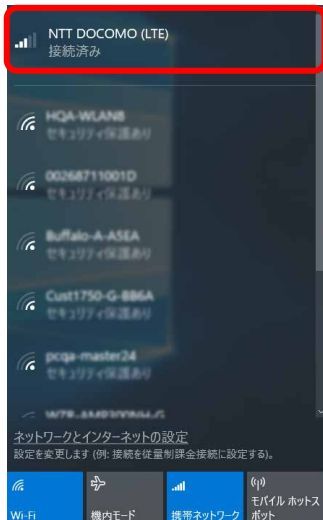 NTT DOCOMO (LTE)
接続済み
HQA-WLAN8
セキュリティ保護あり
00268711001D
セキュリティ保護あり
Buffalo-A-A5EA
セキュリティ保護あり
Cust1750-G-BB6A
セキュリティ保護あり
pcqa-master24
セキュリティ保護あり
ネットワークとインターネットの設定
設定を変更します (例: 接続を従量制課金接続に設定する)。
Wi-Fi
機内モード
携帯ネットワーク
モバイル ホットス
ポット